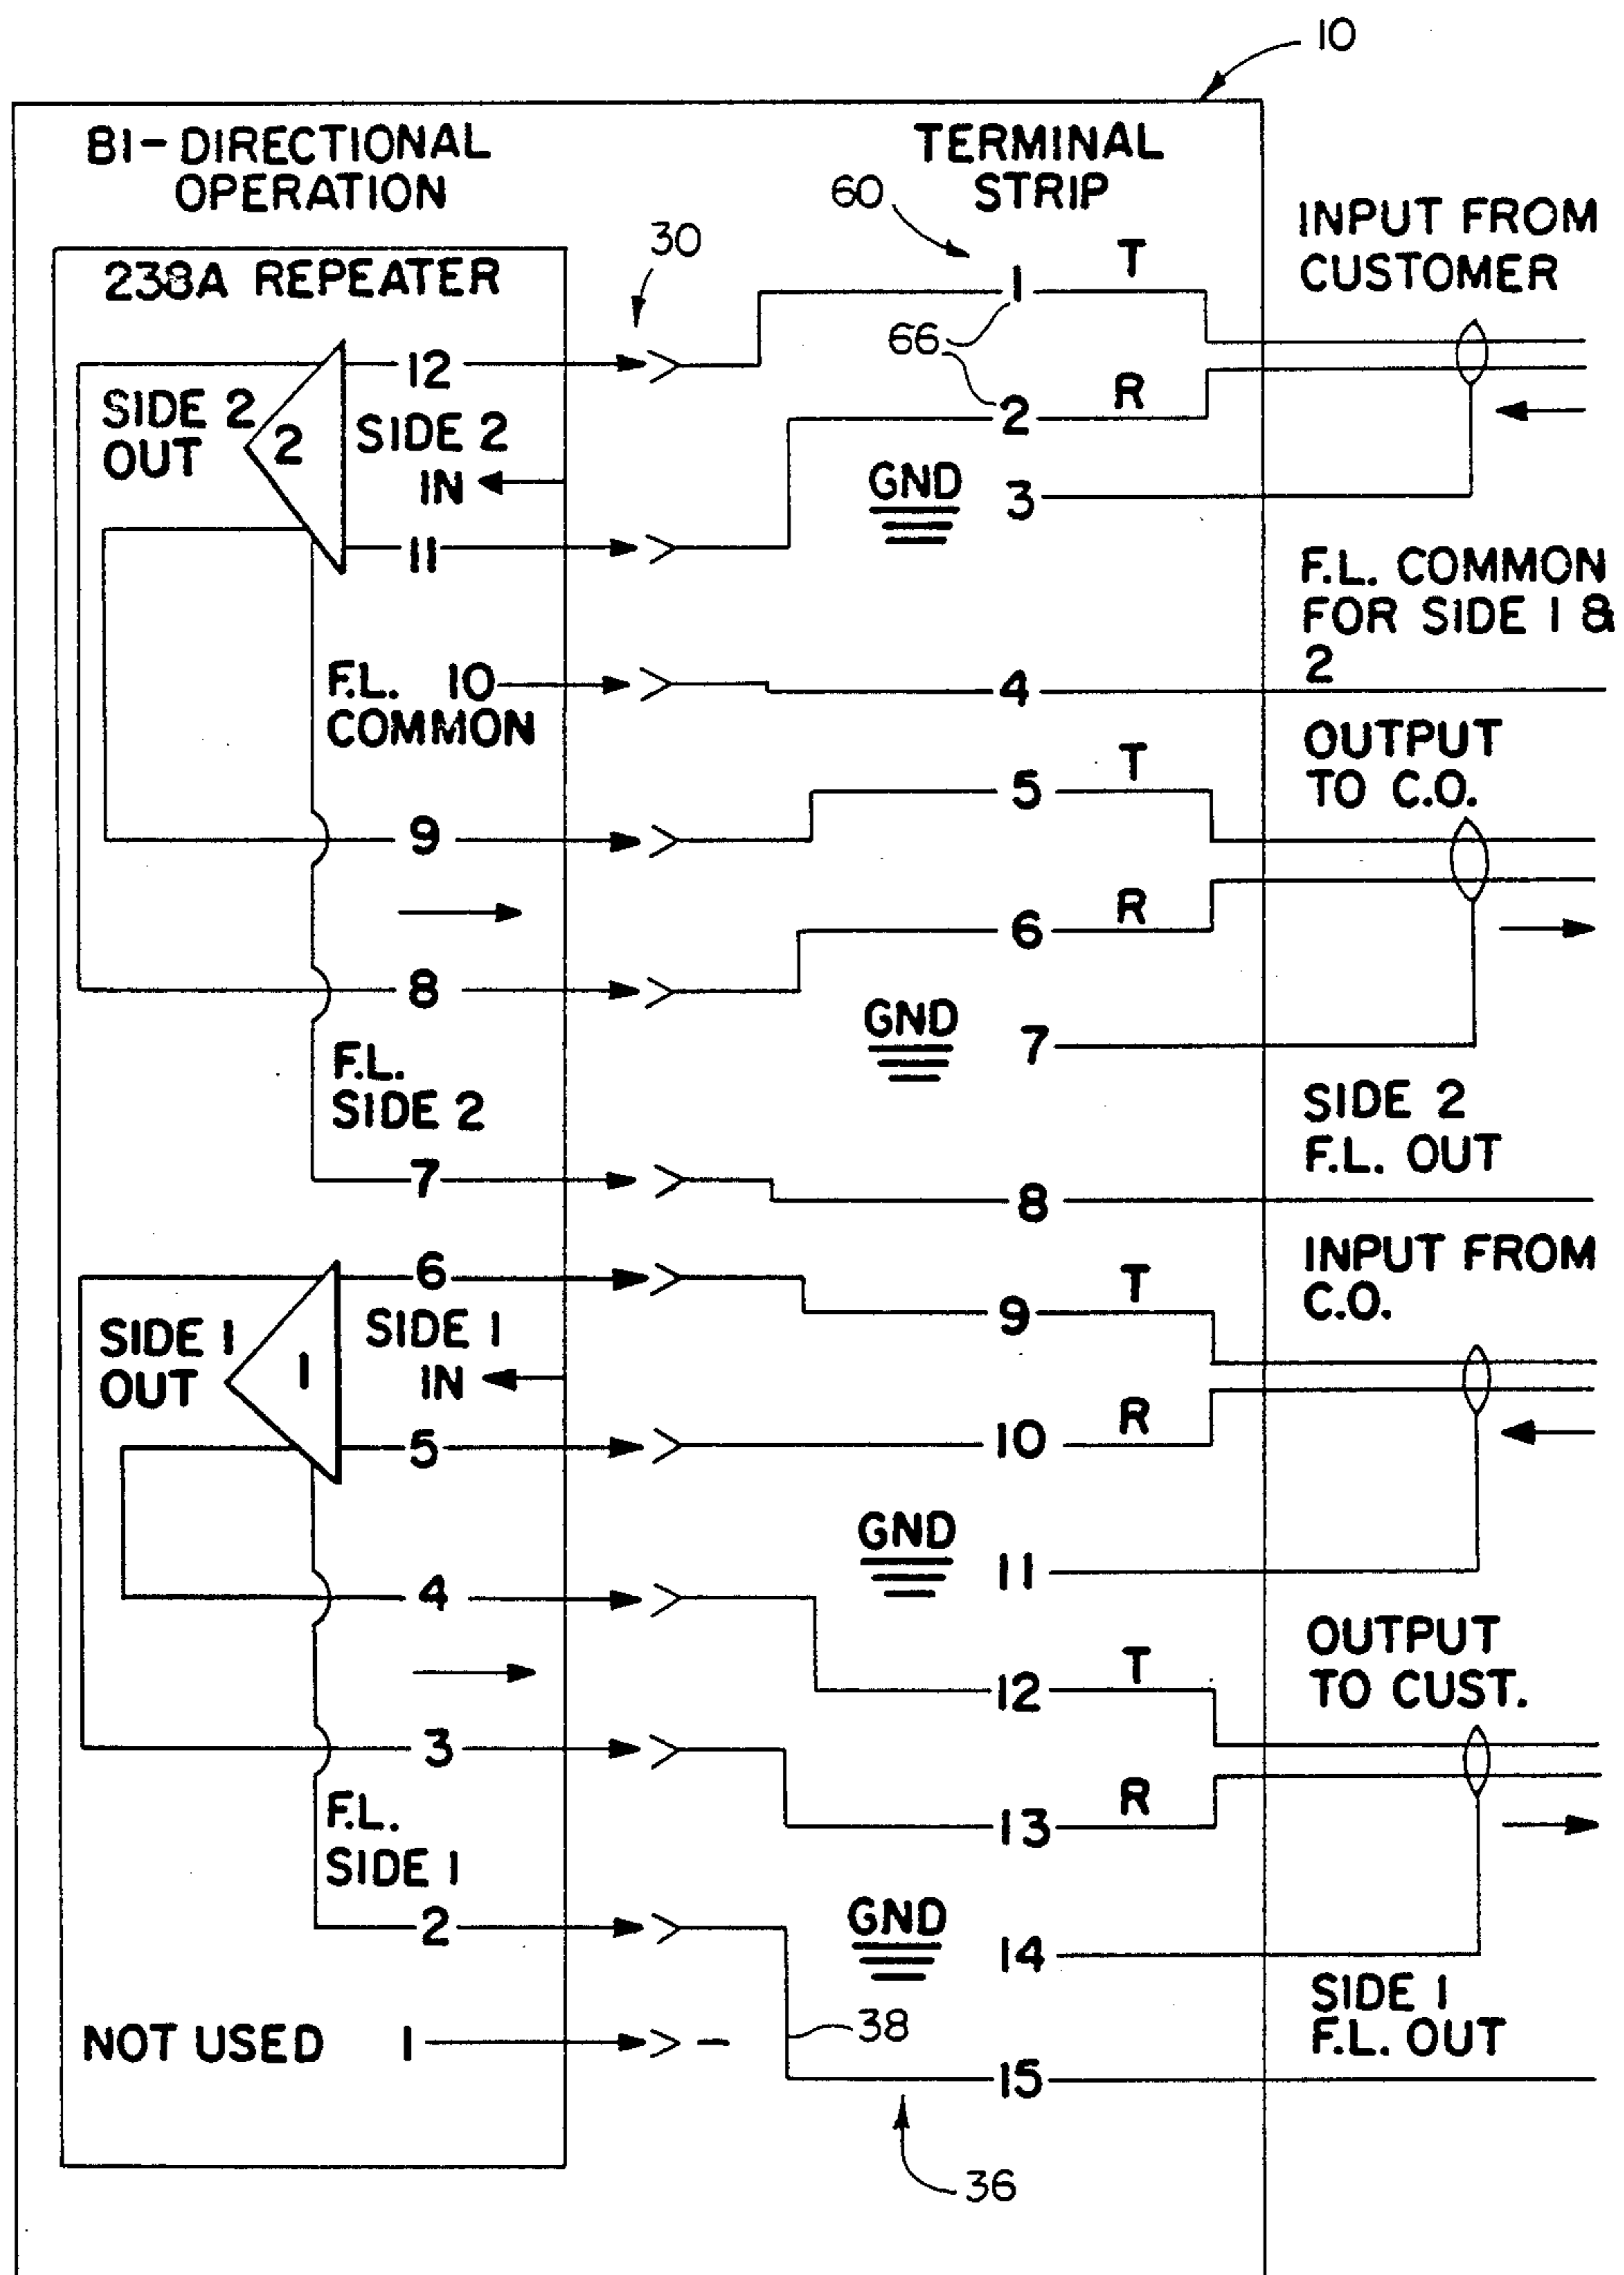 10
BI-DIRECTIONAL
OPERATION
TERMINAL
STRIP
60
30
INPUT FROM
CUSTOMER
238A REPEATER
1 T
66
12
SIDE 2
OUT
2
SIDE 2
IN
2 R
GND
3
11
F.L. COMMON
FOR SIDE 1 &
2
F.L. 10
COMMON
4
OUTPUT
TO C.O.
5 T
9
6 R
8
GND
7
F.L.
SIDE 2
SIDE 2
F.L. OUT
7
8
INPUT FROM
C.O.
6
SIDE 1
OUT
1
SIDE 1
IN
9 T
5
10 R
GND
11
4
OUTPUT
TO CUST.
12 T
3
13 R
F.L.
SIDE 1
2
GND
14
SIDE 1
F.L. OUT
NOT USED 1
-
38
15
36